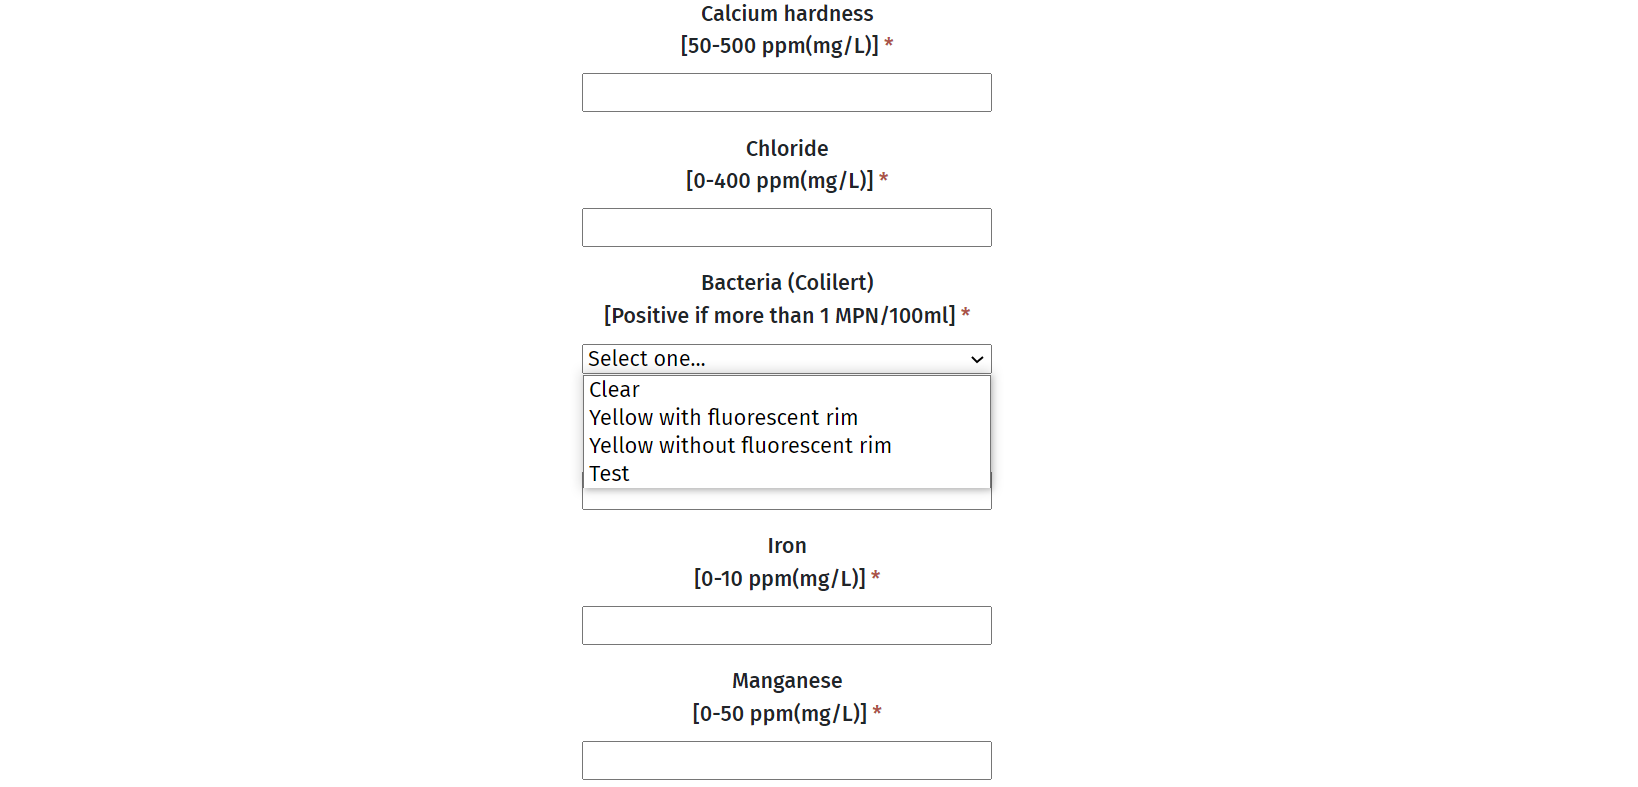 Calcium hardness
[50-500 ppm(mg/L)] *
Chloride
[0-400 ppm(mg/L)] *
Bacteria (Colilert)
[Positive if more than 1 MPN/100ml] *
Select one...
Clear
Yellow with fluorescent rim
Yellow without fluorescent rim
Test
Iron
[0-10 ppm(mg/L)] *
Manganese
[0-50 ppm(mg/L)] *